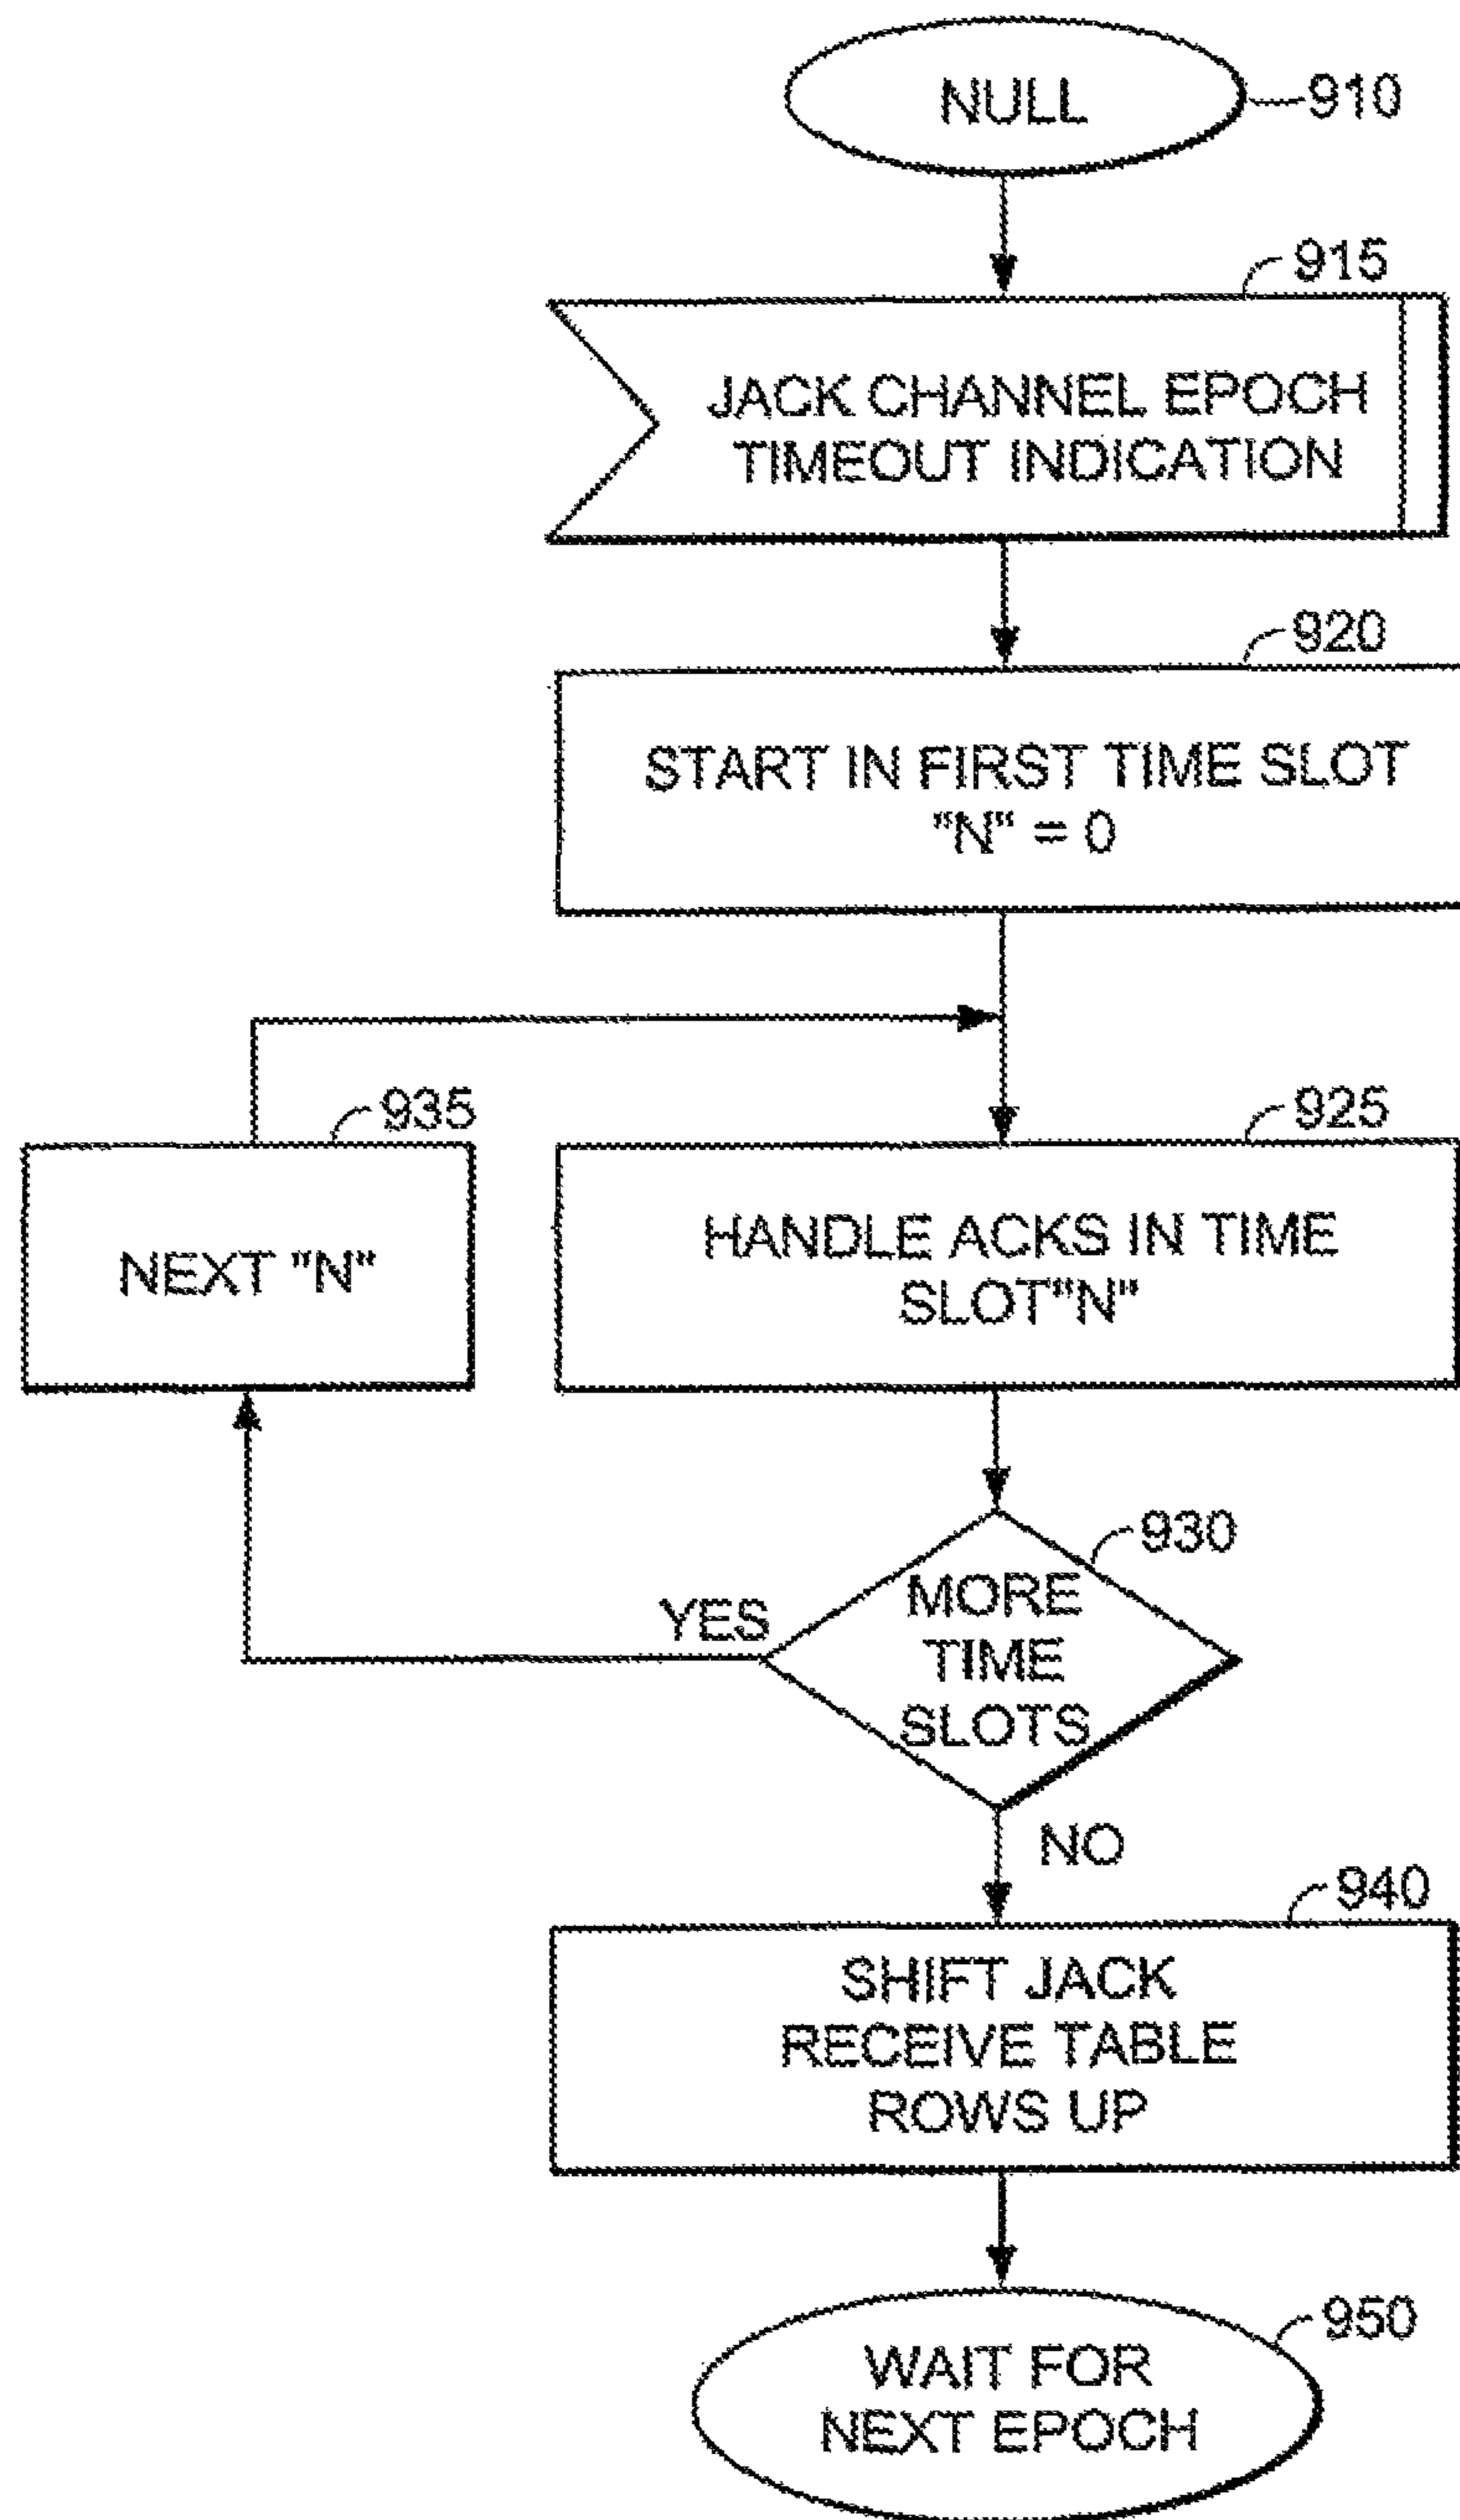 NULL
910
915
JACK CHANNEL EPOCH
TIMEOUT INDICATION
920
START IN FIRST TIME SLOT
"N" = 0
935
925
NEXT "N"
HANDLE ACKS IN TIME
SLOT"N"
930
MORE
TIME
SLOTS
YES
NO
940
SHIFT JACK
RECEIVE TABLE
ROWS UP
950
WAIT FOR
NEXT EPOCH